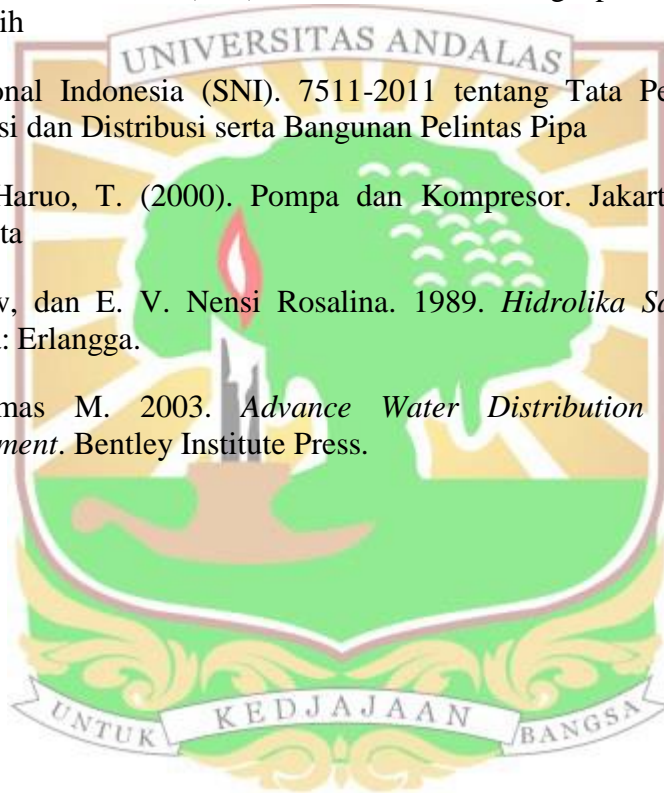 ih
UNIVERSITAS ANDALAS
onal Indonesia (SNI). 7511-2011 tentang Tata Pe
si dan Distribusi serta Bangunan Pelintas Pipa
Haruo, T. (2000). Pompa dan Kompresor. Jakart
ta
v, dan E. V. Nensi Rosalina. 1989. Hidrolika Sa
: Erlangga.
mas M. 2003. Advance Water Distribution
ment. Bentley Institute Press.
UNTUK KEDJAJAAN BANGSA